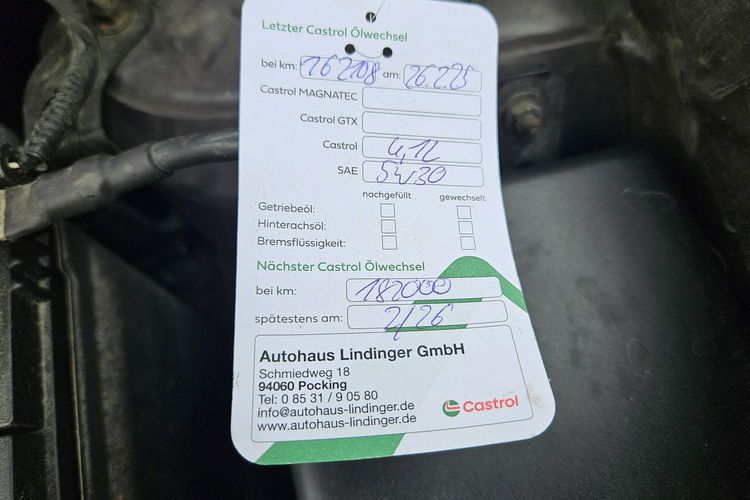 Letzter Castrol Ölwechsel
bei km: 162108 am: 26.2.25
Castrol MAGNATEC
Castrol GTX
Castrol 4,1L
SAE 5W30
nachgefüllt gewechselt
Getriebeöl:
Hinterachsöl:
Bremsflüssigkeit:
Nächster Castrol Ölwechsel
bei km: 182000
spätestens am: 2/26
Autohaus Lindinger GmbH
Schmiedweg 18
94060 Pocking
Tel: 0 85 31 / 9 05 80
info@autohaus-lindinger.de
www.autohaus-lindinger.de
Castrol